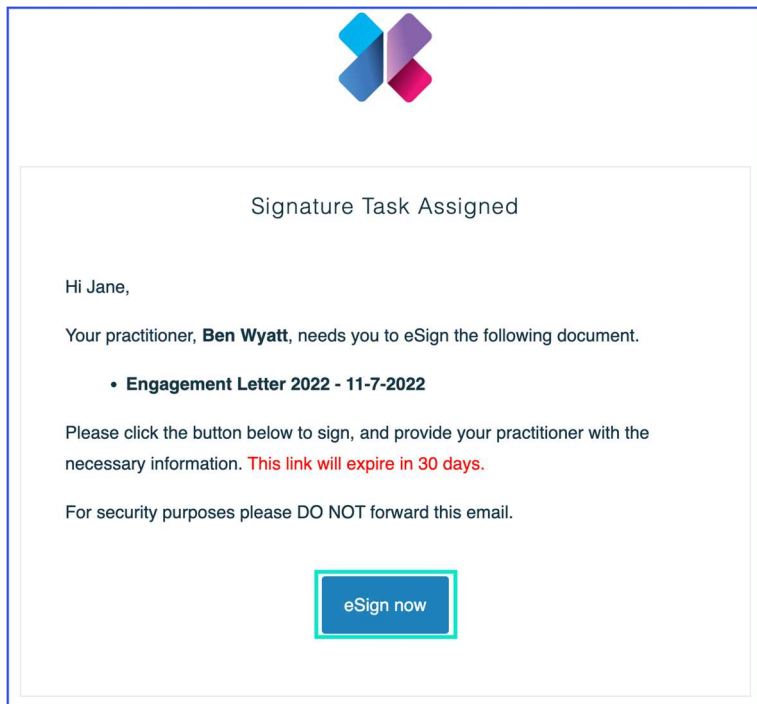 Signature Task Assigned
Hi Jane,
Your practitioner, Ben Wyatt, needs you to eSign the following document.
• Engagement Letter 2022 - 11-7-2022
Please click the button below to sign, and provide your practitioner with the
necessary information. This link will expire in 30 days.
For security purposes please DO NOT forward this email.
eSign now